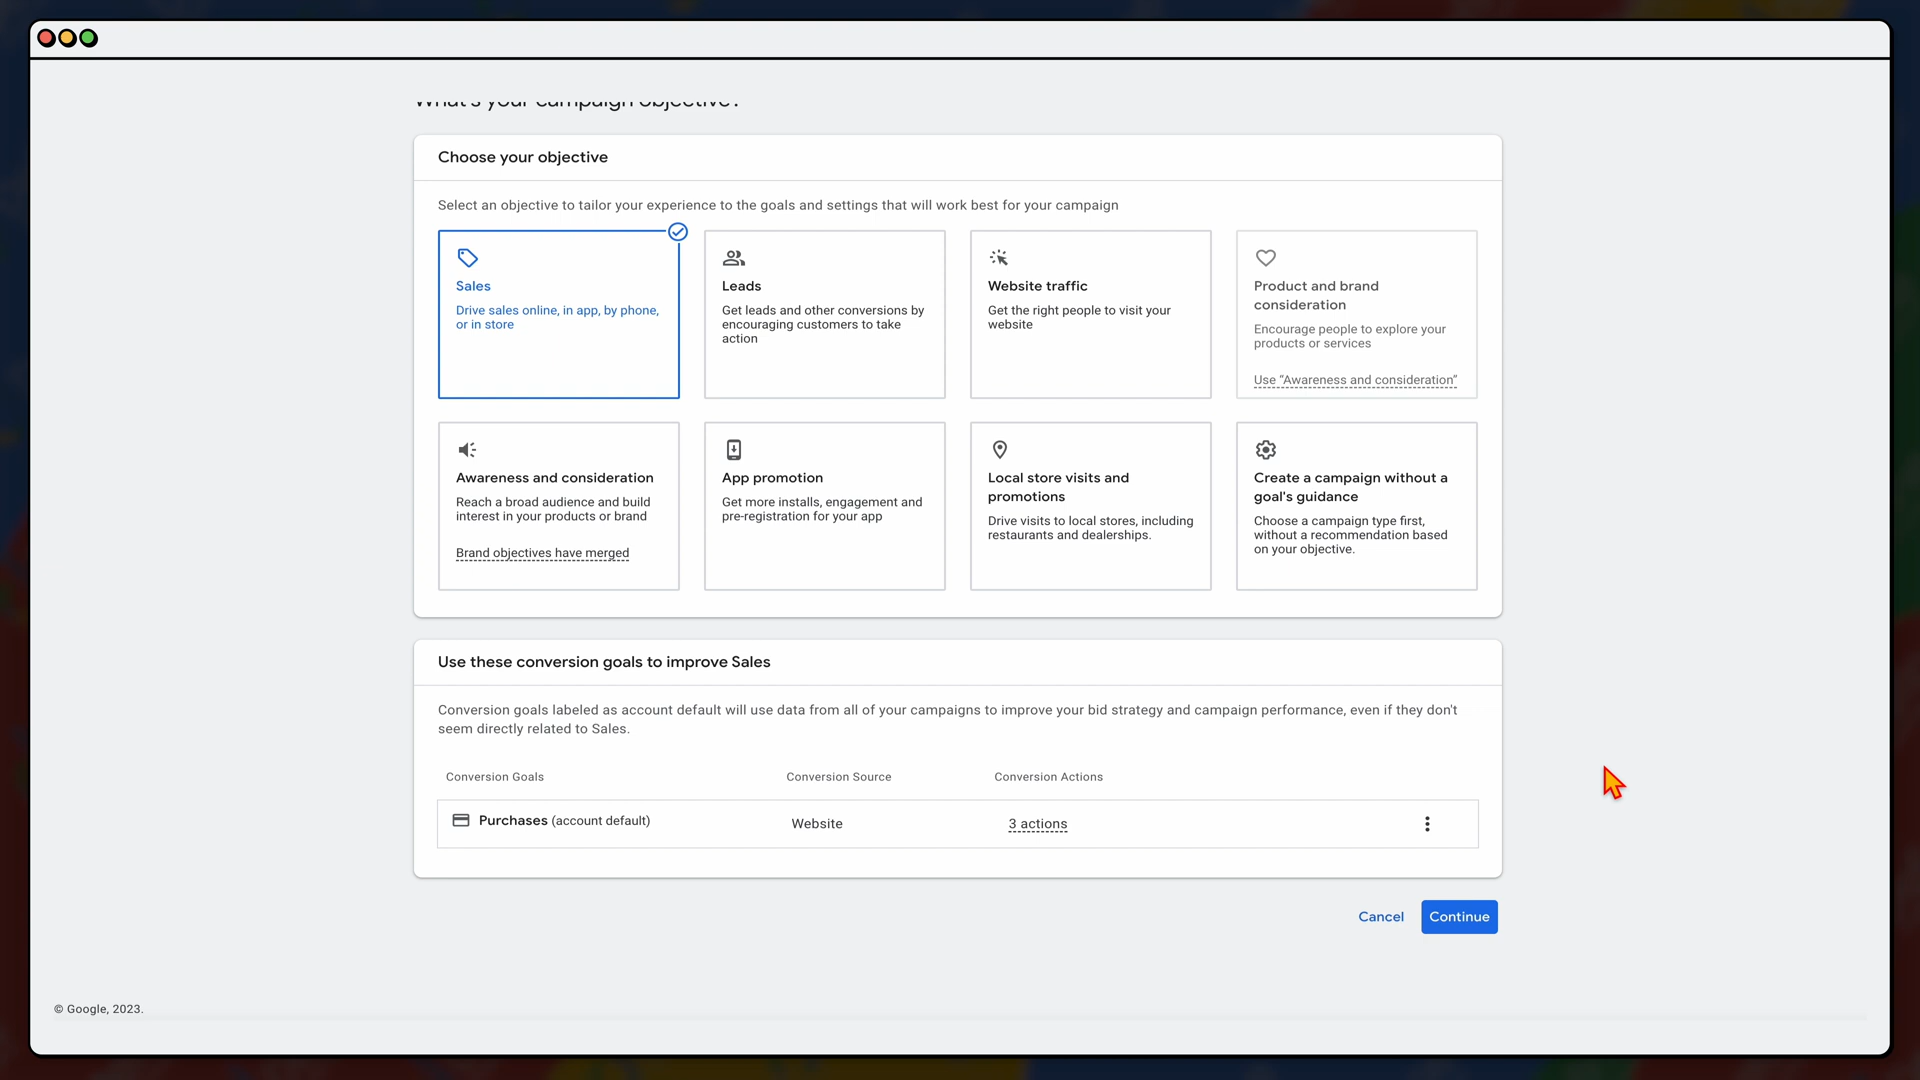 What's your campaign objective?
Choose your objective
Select an objective to tailor your experience to the goals and settings that will work best for your campaign
Sales
Drive sales online, in app, by phone,
or in store
Leads
Get leads and other conversions by
encouraging customers to take
action
Website traffic
Get the right people to visit your
website
Product and brand
consideration
Encourage people to explore your
products or services
Use “Awareness and consideration”
Awareness and consideration
Reach a broad audience and build
interest in your products or brand
Brand objectives have merged
App promotion
Get more installs, engagement and
pre-registration for your app
Local store visits and
promotions
Drive visits to local stores, including
restaurants and dealerships.
Create a campaign without a
goal's guidance
Choose a campaign type first,
without a recommendation based
on your objective.
Use these conversion goals to improve Sales
Conversion goals labeled as account default will use data from all of your campaigns to improve your bid strategy and campaign performance, even if they don't
seem directly related to Sales.
Conversion Goals
Conversion Source
Conversion Actions
Purchases (account default)
Website
3 actions
Cancel
Continue
© Google, 2023.